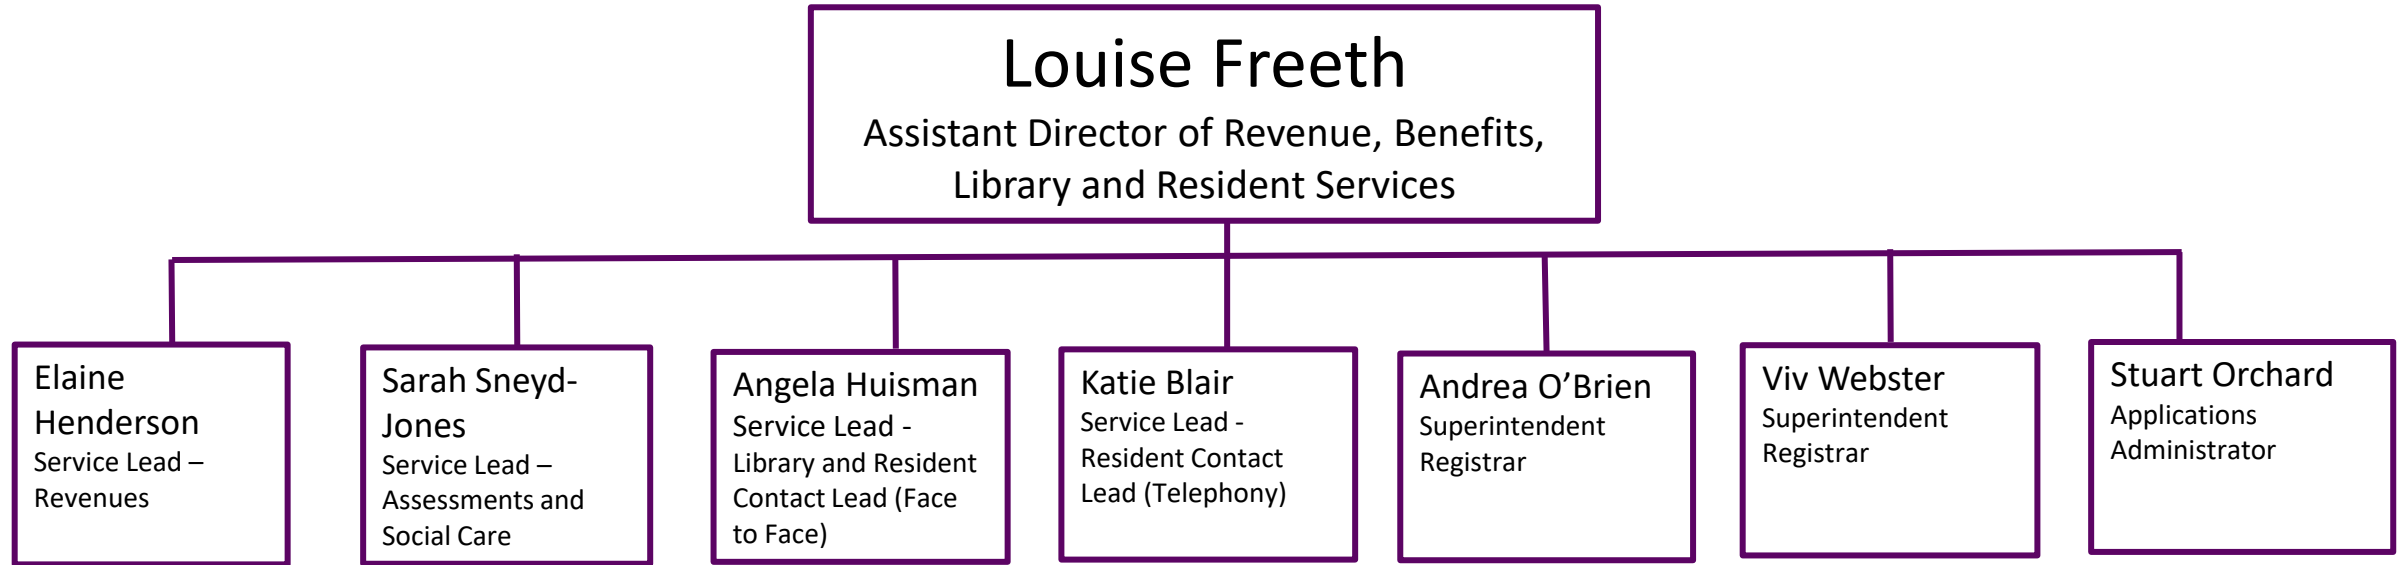 Louise Freeth
Assistant Director of Revenue, Benefits,
Library and Resident Services
Elaine
Henderson
Service Lead –
Revenues
Sarah Sneyd-
Jones
Service Lead –
Assessments and
Social Care
Angela Huisman
Service Lead -
Library and Resident
Contact Lead (Face
to Face)
Katie Blair
Service Lead -
Resident Contact
Lead (Telephony)
Andrea O’Brien
Superintendent
Registrar
Viv Webster
Superintendent
Registrar
Stuart Orchard
Applications
Administrator